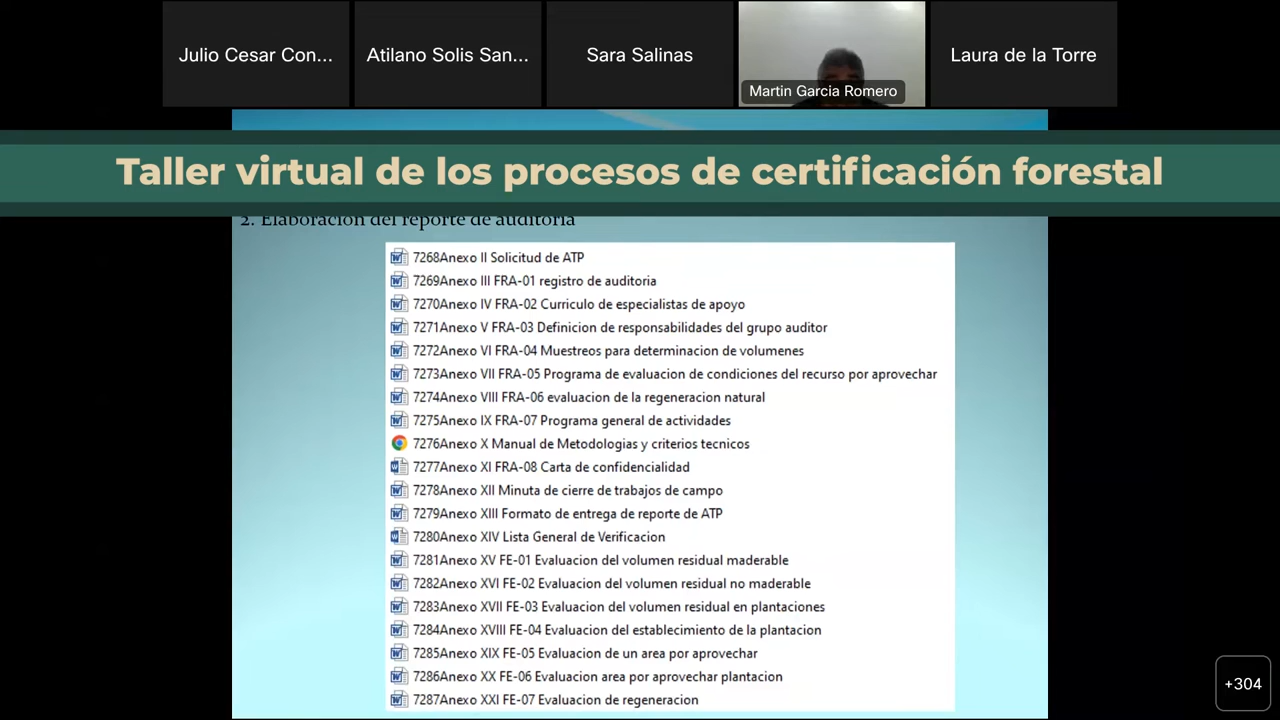 Julio Cesar Con...
Atilano Solis San...
Sara Salinas
Martin Garcia Romero
Laura de la Torre
Taller virtual de los procesos de certificación forestal
2. Elaboración del reporte de auditoria
7268Anexo II Solicitud de ATP
7269Anexo III FRA-01 registro de auditoria
7270Anexo IV FRA-02 Curriculo de especialistas de apoyo
7271Anexo V FRA-03 Definicion de responsabilidades del grupo auditor
7272Anexo VI FRA-04 Muestreos para determinacion de volumenes
7273Anexo VII FRA-05 Programa de evaluacion de condiciones del recurso por aprovechar
7274Anexo VIII FRA-06 evaluacion de la regeneracion natural
7275Anexo IX FRA-07 Programa general de actividades
7276Anexo X Manual de Metodologias y criterios tecnicos
7277Anexo XI FRA-08 Carta de confidencialidad
7278Anexo XII Minuta de cierre de trabajos de campo
7279Anexo XIII Formato de entrega de reporte de ATP
7280Anexo XIV Lista General de Verificacion
7281Anexo XV FE-01 Evaluacion del volumen residual maderable
7282Anexo XVI FE-02 Evaluacion del volumen residual no maderable
7283Anexo XVII FE-03 Evaluacion del volumen residual en plantaciones
7284Anexo XVIII FE-04 Evaluacion del establecimiento de la plantacion
7285Anexo XIX FE-05 Evaluacion de un area por aprovechar
7286Anexo XX FE-06 Evaluacion area por aprovechar plantacion
7287Anexo XXI FE-07 Evaluacion de regeneracion
+304